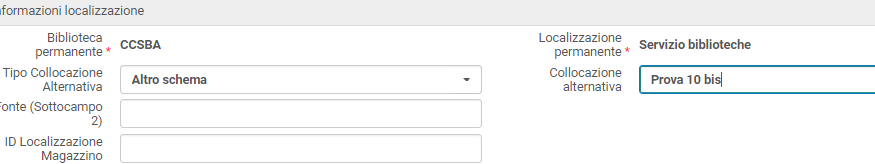 nformazioni localizzazione
Biblioteca permanente * CCSBA
Localizzazione permanente * Servizio biblioteche
Tipo Collocazione Alternativa Altro schema
Collocazione alternativa Prova 10 bis
Fonte (Sottocampo 2)
ID Localizzazione Magazzino